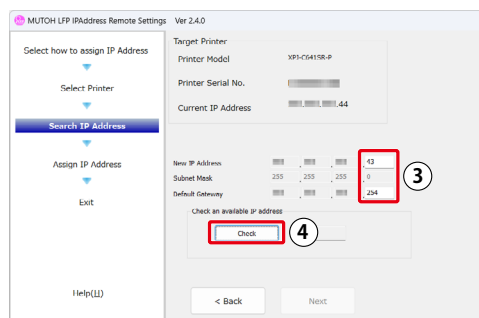 MUTOH LFP IPAddress Remote Settings Ver 2.4.0
Select how to assign IP Address
Select Printer
Search IP Address
Assign IP Address
Exit
Help(H)
Target Printer
Printer Model XPJ-C641SR-P
Printer Serial No.
Current IP Address . . .44
New IP Address . . . 43
Subnet Mask 255 . 255 . 255 . 0
Default Gateway . . . 254
3
Check an available IP address
Check
4
< Back
Next